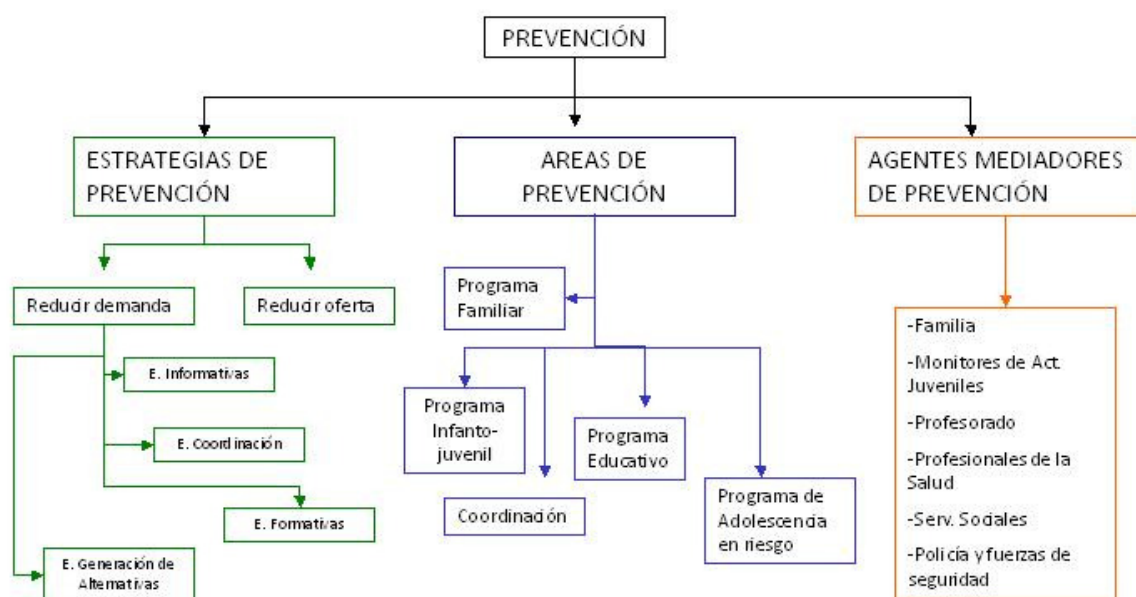 PREVENCIÓN
ESTRATEGIAS DE
PREVENCIÓN
AREAS DE
PREVENCIÓN
AGENTES MEDIADORES
DE PREVENCIÓN
Reducir demanda
Reducir oferta
E. Informativas
E. Coordinación
E. Formativas
E. Generación de
Alternativas
Programa
Familiar
Programa
Infanto-
juvenil
Coordinación
Programa
Educativo
Programa de
Adolescencia
en riesgo
-Familia
-Monitores de Act.
Juveniles
-Profesorado
-Profesionales de la
Salud
-Serv. Sociales
-Policía y fuerzas de
seguridad